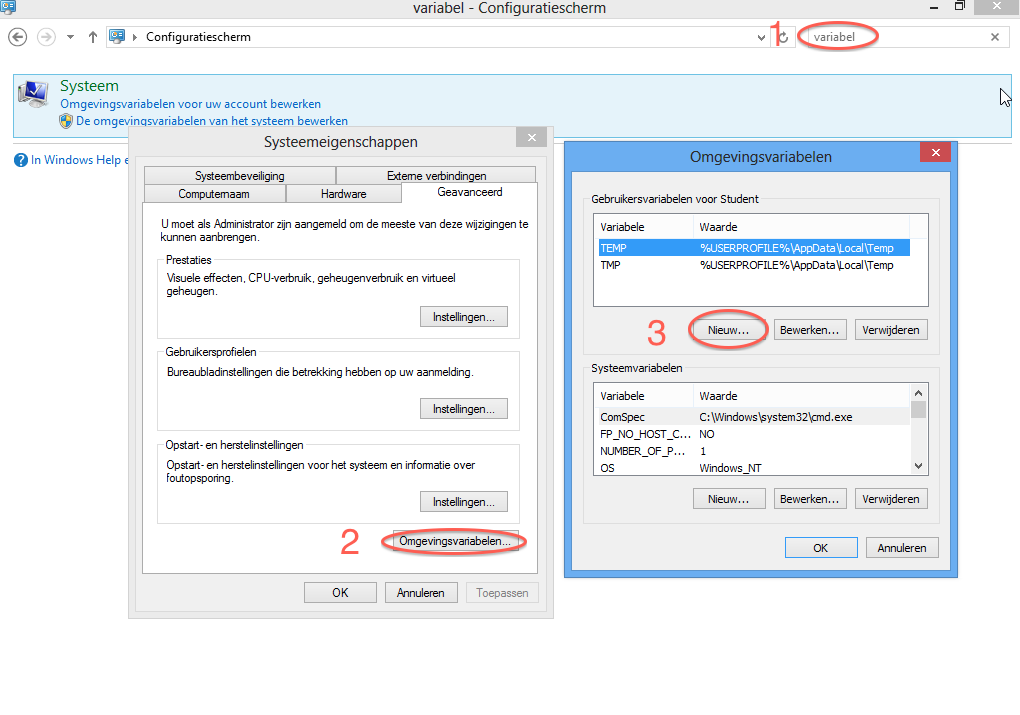 variabel - Configuratiescherm
Configuratiescherm
1
variabel
Systeem
Omgevingsvariabelen voor uw account bewerken
De omgevingsvariabelen van het systeem bewerken
In Windows Help
Systeemeigenschappen
Systeembeveiliging
Externe verbindingen
Computernaam
Hardware
Geavanceerd
U moet als Administrator zijn aangemeld om de meeste van deze wijzigingen te
kunnen aanbrengen.
Prestaties
Visuele effecten, CPU-verbruik, geheugenverbruik en virtueel
geheugen.
Instellingen...
Gebruikersprofielen
Bureaubladinstellingen die betrekking hebben op uw aanmelding.
Instellingen...
Opstart- en herstelinstellingen
Opstart- en herstelinstellingen voor het systeem en informatie over
foutopsporing.
Instellingen...
2
Omgevingsvariabelen...
OK
Annuleren
Toepassen
Omgevingsvariabelen
Gebruikersvariabelen voor Student
Variabele Waarde
TEMP %USERPROFILE%\AppData\Local\Temp
TMP %USERPROFILE%\AppData\Local\Temp
3
Nieuw...
Bewerken...
Verwijderen
Systeemvariabelen
Variabele Waarde
ComSpec C:\Windows\system32\cmd.exe
FP_NO_HOST_C... NO
NUMBER_OF_P... 1
OS Windows_NT
Nieuw...
Bewerken...
Verwijderen
OK
Annuleren